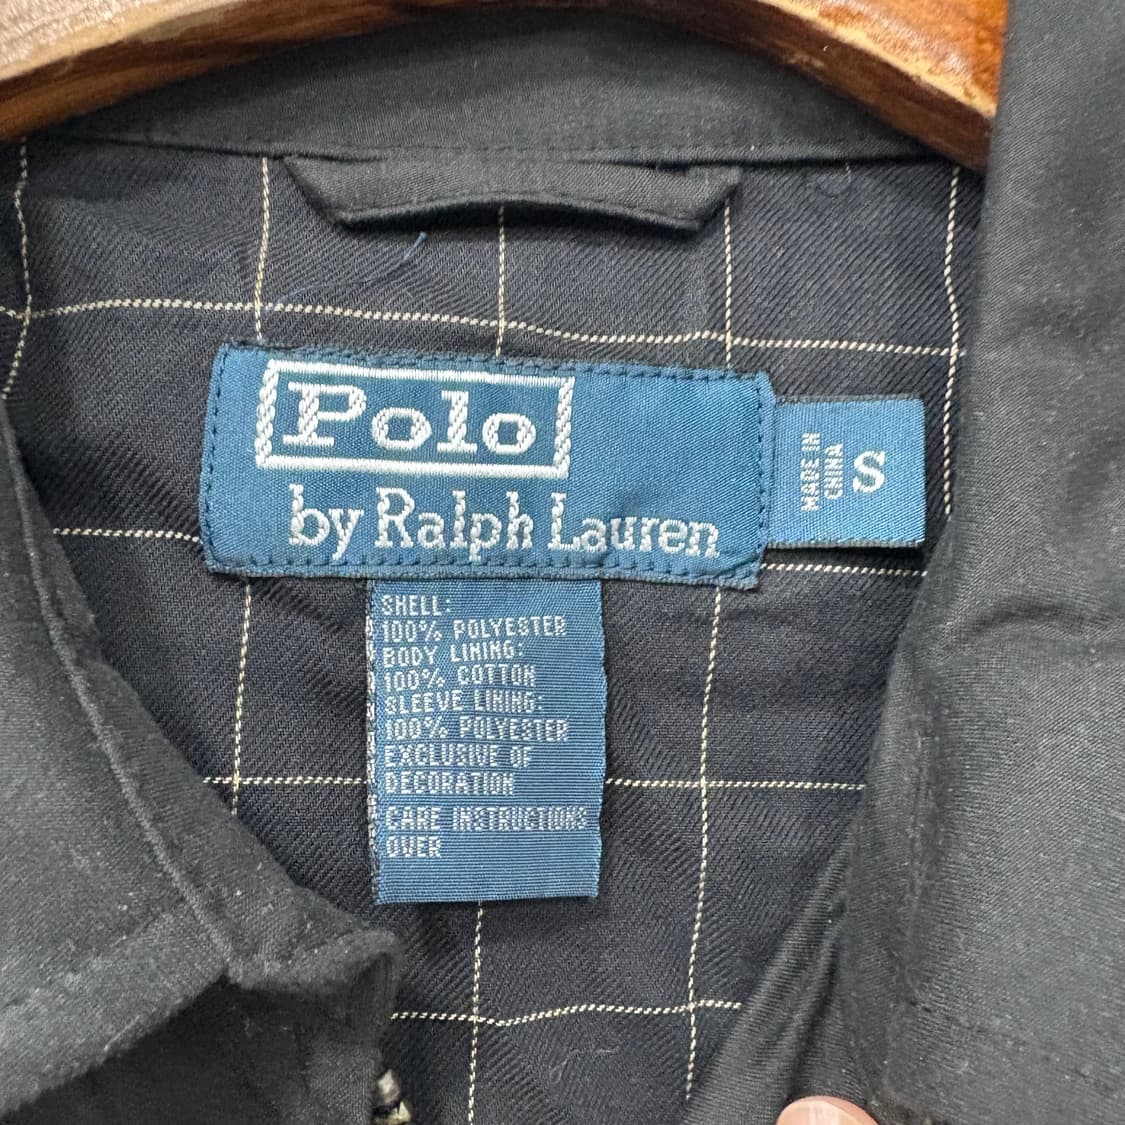 Polo
by Ralph Lauren
MADE IN
CHINA
S
SHELL:
100% POLYESTER
BODY LINING:
100% COTTON
SLEEVE LINING:
100% POLYESTER
EXCLUSIVE OF
DECORATION
CARE INSTRUCTIONS
OVER